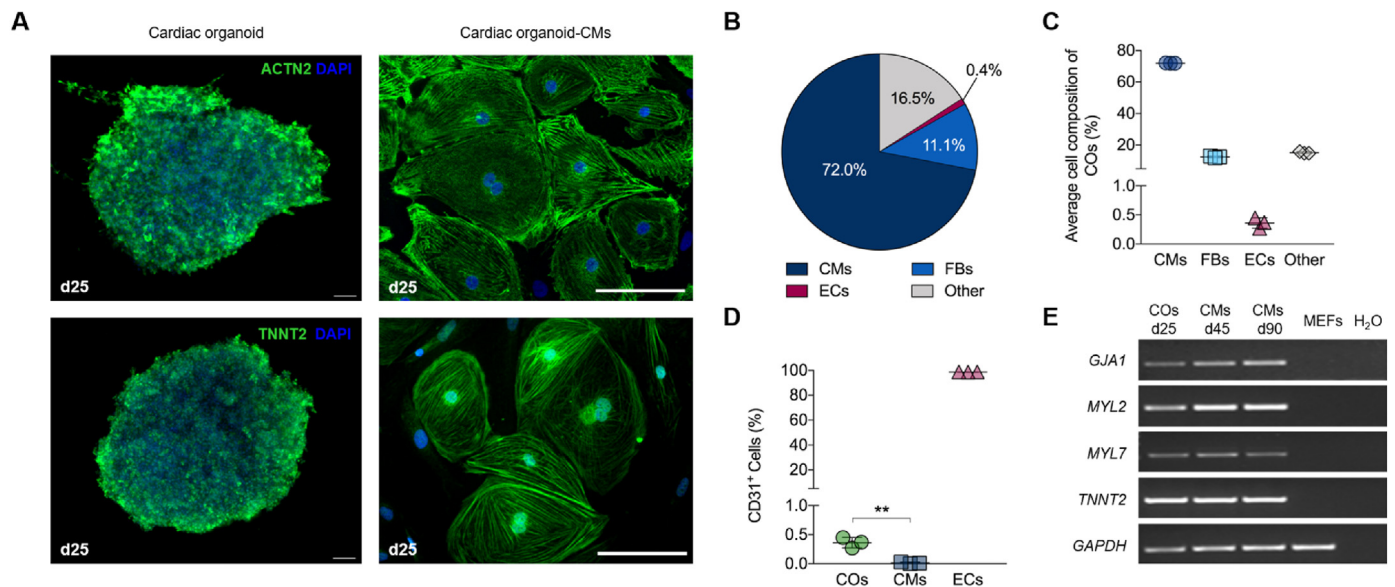 A
Cardiac organoid
Cardiac organoid-CMs
ACTN2 DAPI
d25
d25
TNNT2 DAPI
d25
d25
B
0.4%
16.5%
11.1%
72.0%
CMs
FBs
ECs
Other
C
Average cell composition of
COs (%)
80
60
40
20
1.0
0.5
0.0
CMs FBs ECs Other
D
CD31+ Cells (%)
100
80
60
40
20
1.0
0.5
0.0
**
COs CMs ECs
E
COs CMs CMs MEFs H2O
d25 d45 d90
GJA1
MYL2
MYL7
TNNT2
GAPDH